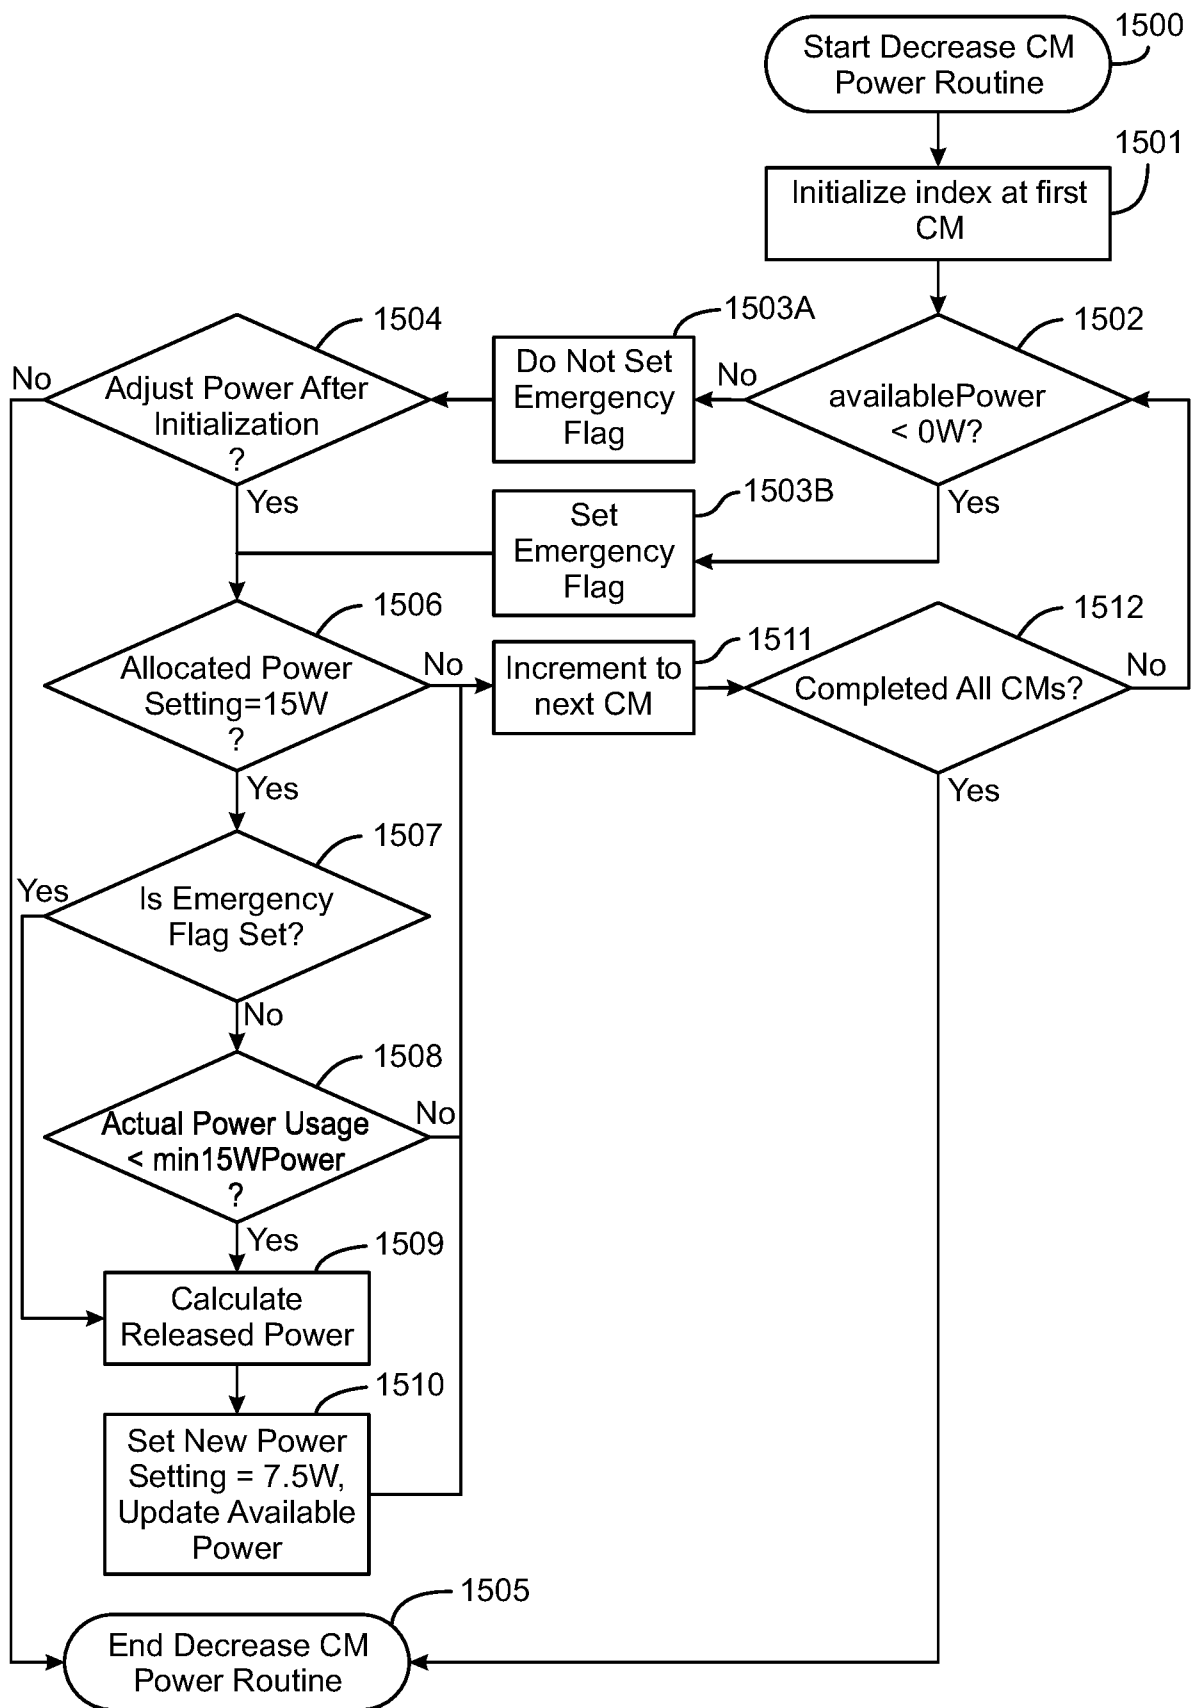 Start Decrease CM
Power Routine
1500
Initialize index at first
CM
1501
availablePower
< 0W?
1502
No
Yes
Do Not Set
Emergency
Flag
1503A
Set
Emergency
Flag
1503B
Adjust Power After
Initialization
?
1504
No
Yes
Allocated Power
Setting=15W
?
1506
No
Yes
Increment to
next CM
1511
Completed All CMs?
1512
No
Yes
Is Emergency
Flag Set?
1507
Yes
No
Actual Power Usage
< min15WPower
?
1508
No
Yes
Calculate
Released Power
1509
Set New Power
Setting = 7.5W,
Update Available
Power
1510
End Decrease CM
Power Routine
1505